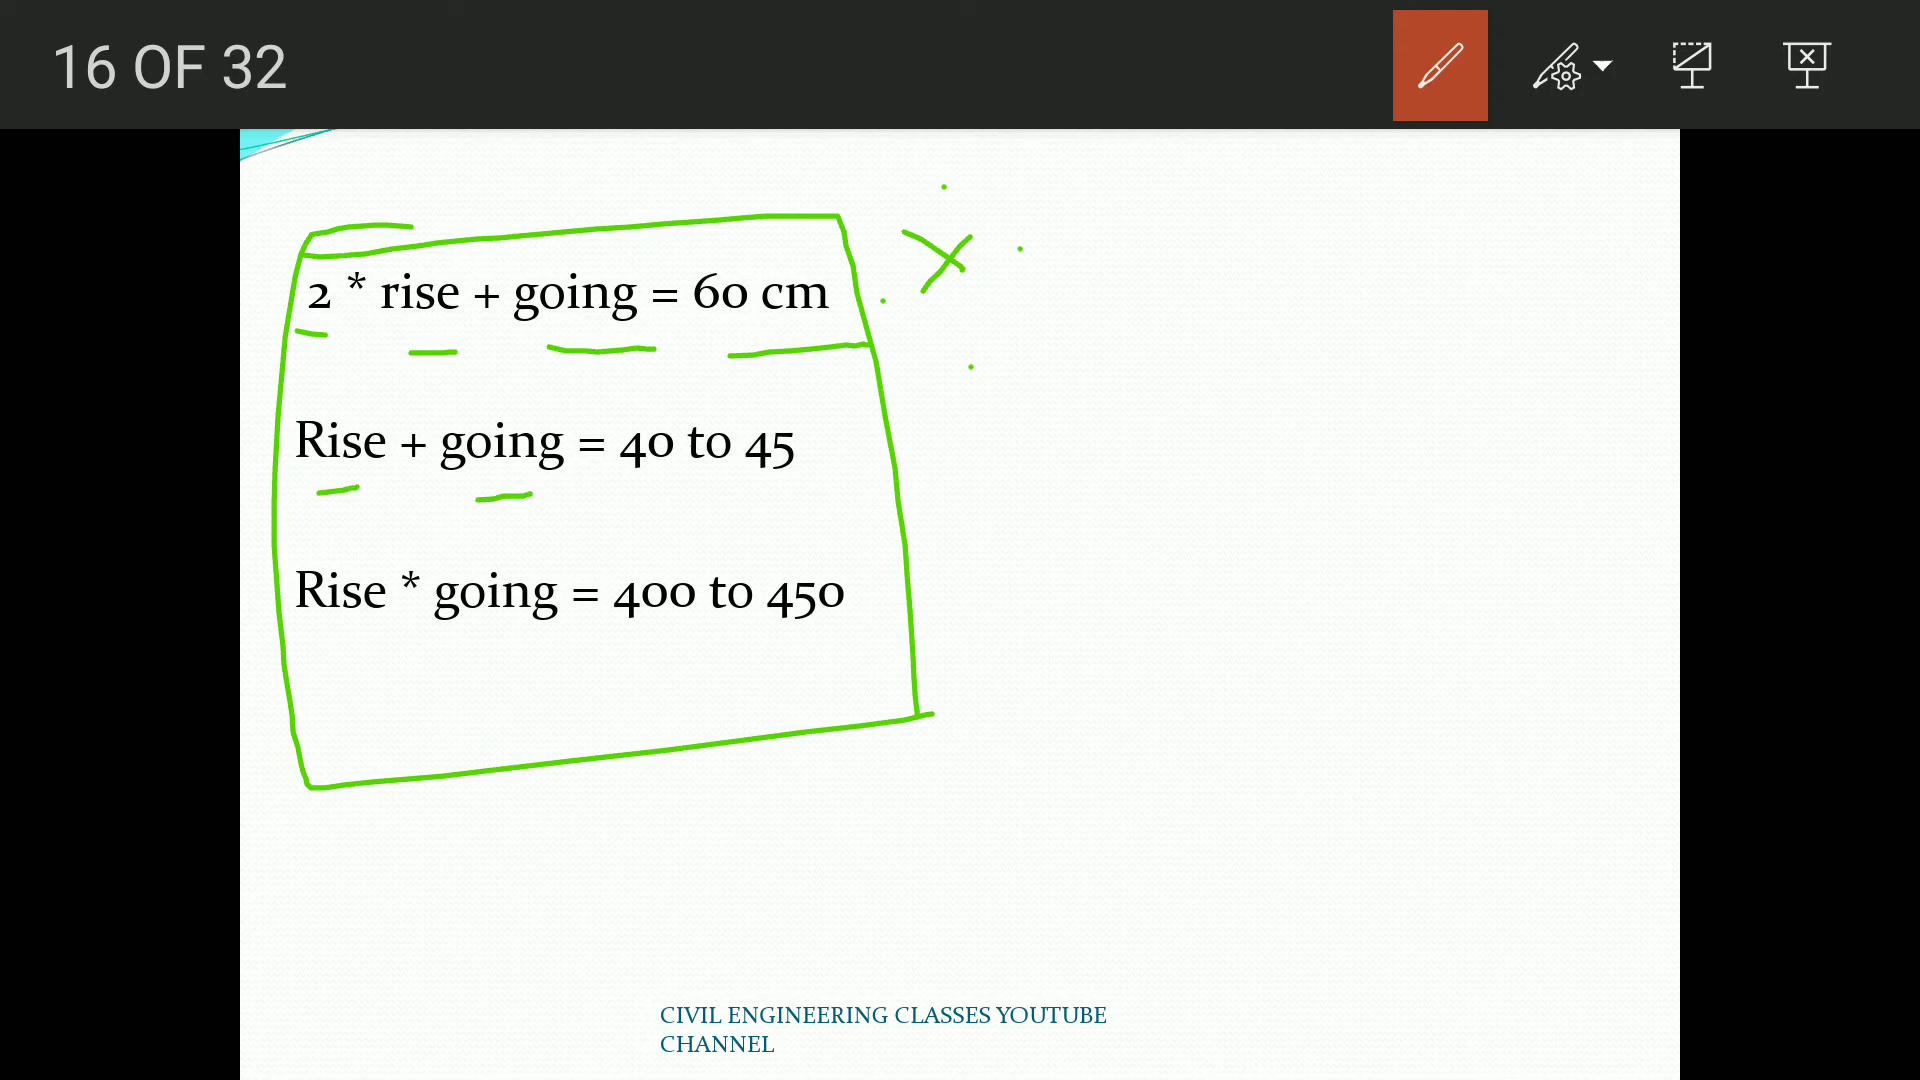 16 OF 32
2 * rise + going = 60 cm
Rise + going = 40 to 45
Rise * going = 400 to 450
CIVIL ENGINEERING CLASSES YOUTUBE
CHANNEL